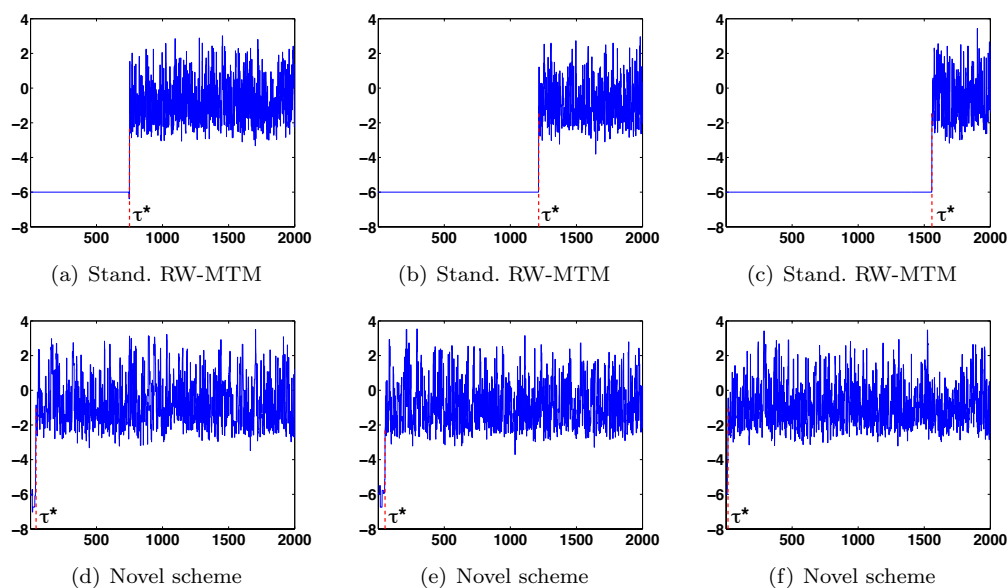 4
2
0
−2
−4
−6
−8
τ*
500 1000 1500 2000
(a) Stand. RW-MTM
4
2
0
−2
−4
−6
−8
τ*
500 1000 1500 2000
(b) Stand. RW-MTM
4
2
0
−2
−4
−6
−8
τ*
500 1000 1500 2000
(c) Stand. RW-MTM
4
2
0
−2
−4
−6
−8
τ*
500 1000 1500 2000
(d) Novel scheme
4
2
0
−2
−4
−6
−8
τ*
500 1000 1500 2000
(e) Novel scheme
4
2
0
−2
−4
−6
−8
τ*
500 1000 1500 2000
(f) Novel scheme